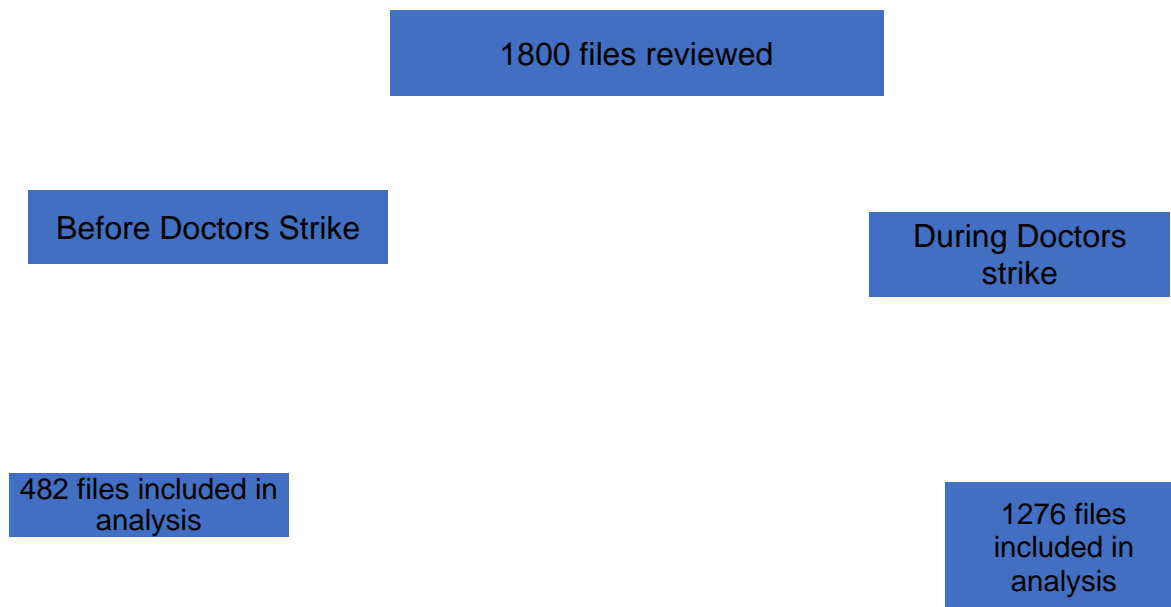 1800 files reviewed
Before Doctors Strike
During Doctors
strike
482 files included in
analysis
1276 files
included in
analysis